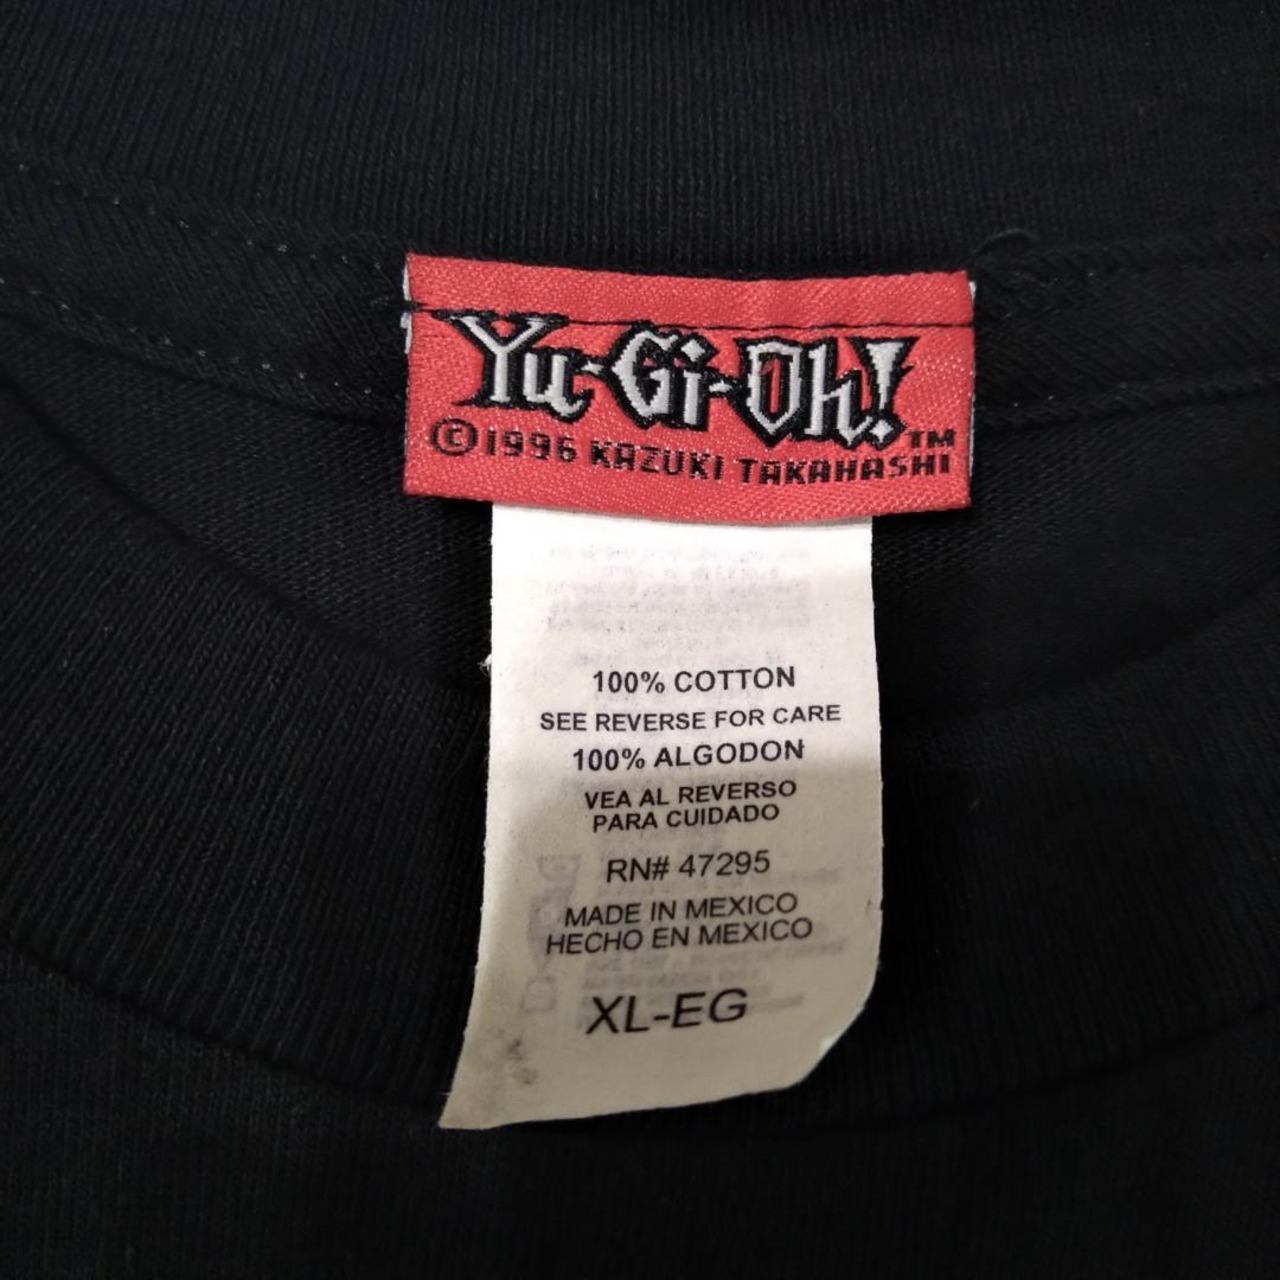 Yu-Gi-Oh!™
©1996 KAZUKI TAKAHASHI
100% COTTON
SEE REVERSE FOR CARE
100% ALGODON
VEA AL REVERSO
PARA CUIDADO
RN# 47295
MADE IN MEXICO
HECHO EN MEXICO
XL-EG